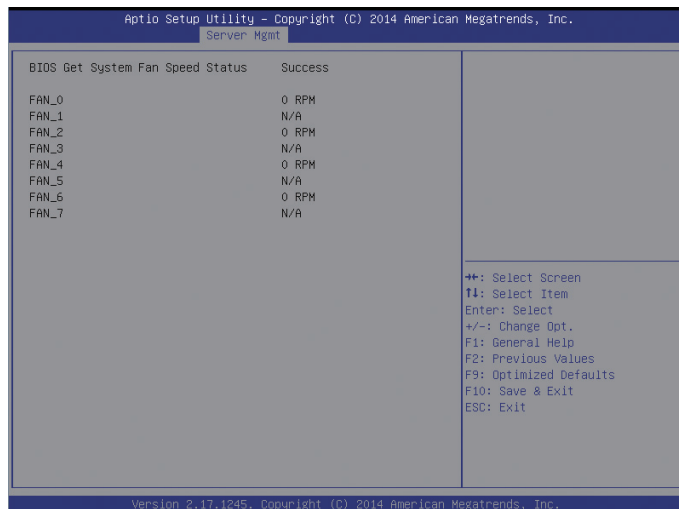 Aptio Setup Utility – Copyright (C) 2014 American Megatrends, Inc.
Server Mgmt
BIOS Get System Fan Speed Status Success
FAN_0 0 RPM
FAN_1 N/A
FAN_2 0 RPM
FAN_3 N/A
FAN_4 0 RPM
FAN_5 N/A
FAN_6 0 RPM
FAN_7 N/A
→←: Select Screen
↑↓: Select Item
Enter: Select
+/-: Change Opt.
F1: General Help
F2: Previous Values
F9: Optimized Defaults
F10: Save & Exit
ESC: Exit
Version 2.17.1245. Copyright (C) 2014 American Megatrends, Inc.